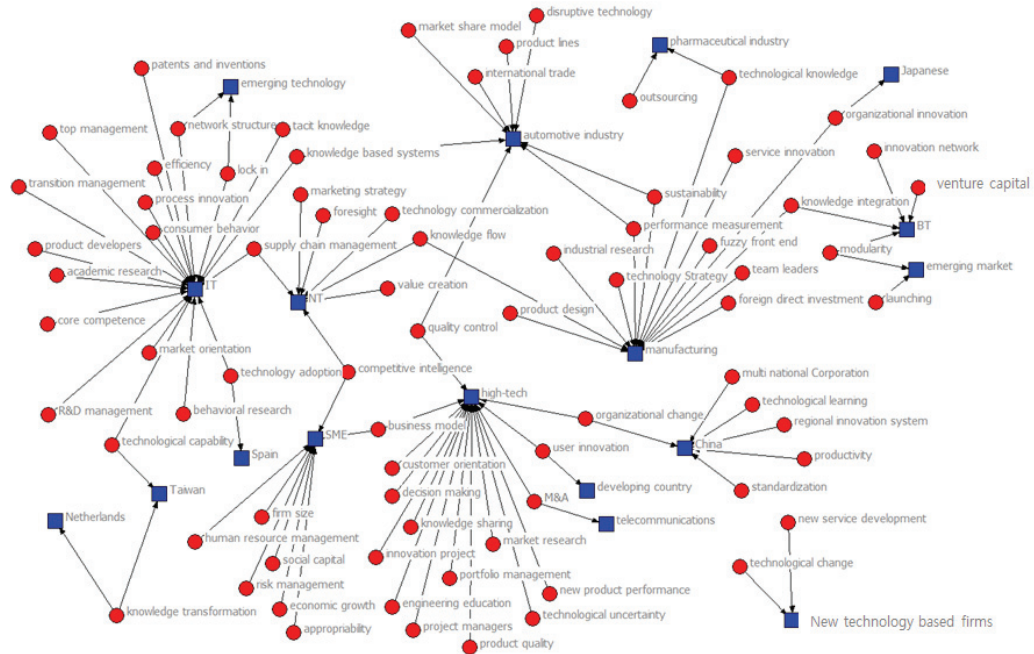 disruptive technology
market share model
product lines
pharmaceutical industry
patents and inventions
emerging technology
international trade
technological knowledge
Japanese
outsourcing
organizational innovation
top management
network structure
tacit knowledge
automotive industry
knowledge based systems
service innovation
innovation network
efficiency
lock in
transition management
marketing strategy
sustainability
venture capital
process innovation
foresight
technology commercialization
knowledge integration
consumer behavior
performance measurement
BT
product developers
supply chain management
knowledge flow
industrial research
fuzzy front end
modularity
academic research
technology Strategy
team leaders
emerging market
IT
NT
value creation
product design
foreign direct investment
launching
core competence
quality control
market orientation
manufacturing
technology adoption
competitive intelligence
multi national Corporation
high-tech
technological learning
R&D management
behavioral research
organizational change
business model
regional innovation system
technological capability
SME
user innovation
China
Spain
customer orientation
productivity
Taiwan
decision making
developing country
standardization
M&A
Netherlands
firm size
knowledge sharing
telecommunications
new service development
human resource management
market research
social capital
innovation project
technological change
portfolio management
risk management
new product performance
knowledge transformation
economic growth
engineering education
technological uncertainty
New technology based firms
appropriability
project managers
product quality